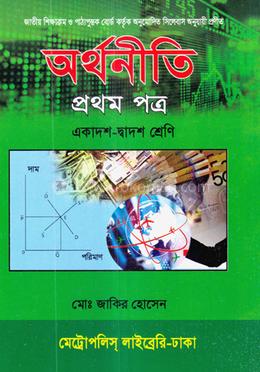 জাতীয় শিক্ষাক্রম ও পাঠ্যপুস্তক বোর্ড কর্তৃক অনুমোদিত সিলেবাস অনুযায়ী প্রণীত
অর্থনীতি
প্রথম পত্র
একাদশ-দ্বাদশ শ্রেণি
দাম
পরিমাণ
মোঃ জাকির হোসেন
মেট্রোপলিস্ লাইব্রেরি-ঢাকা